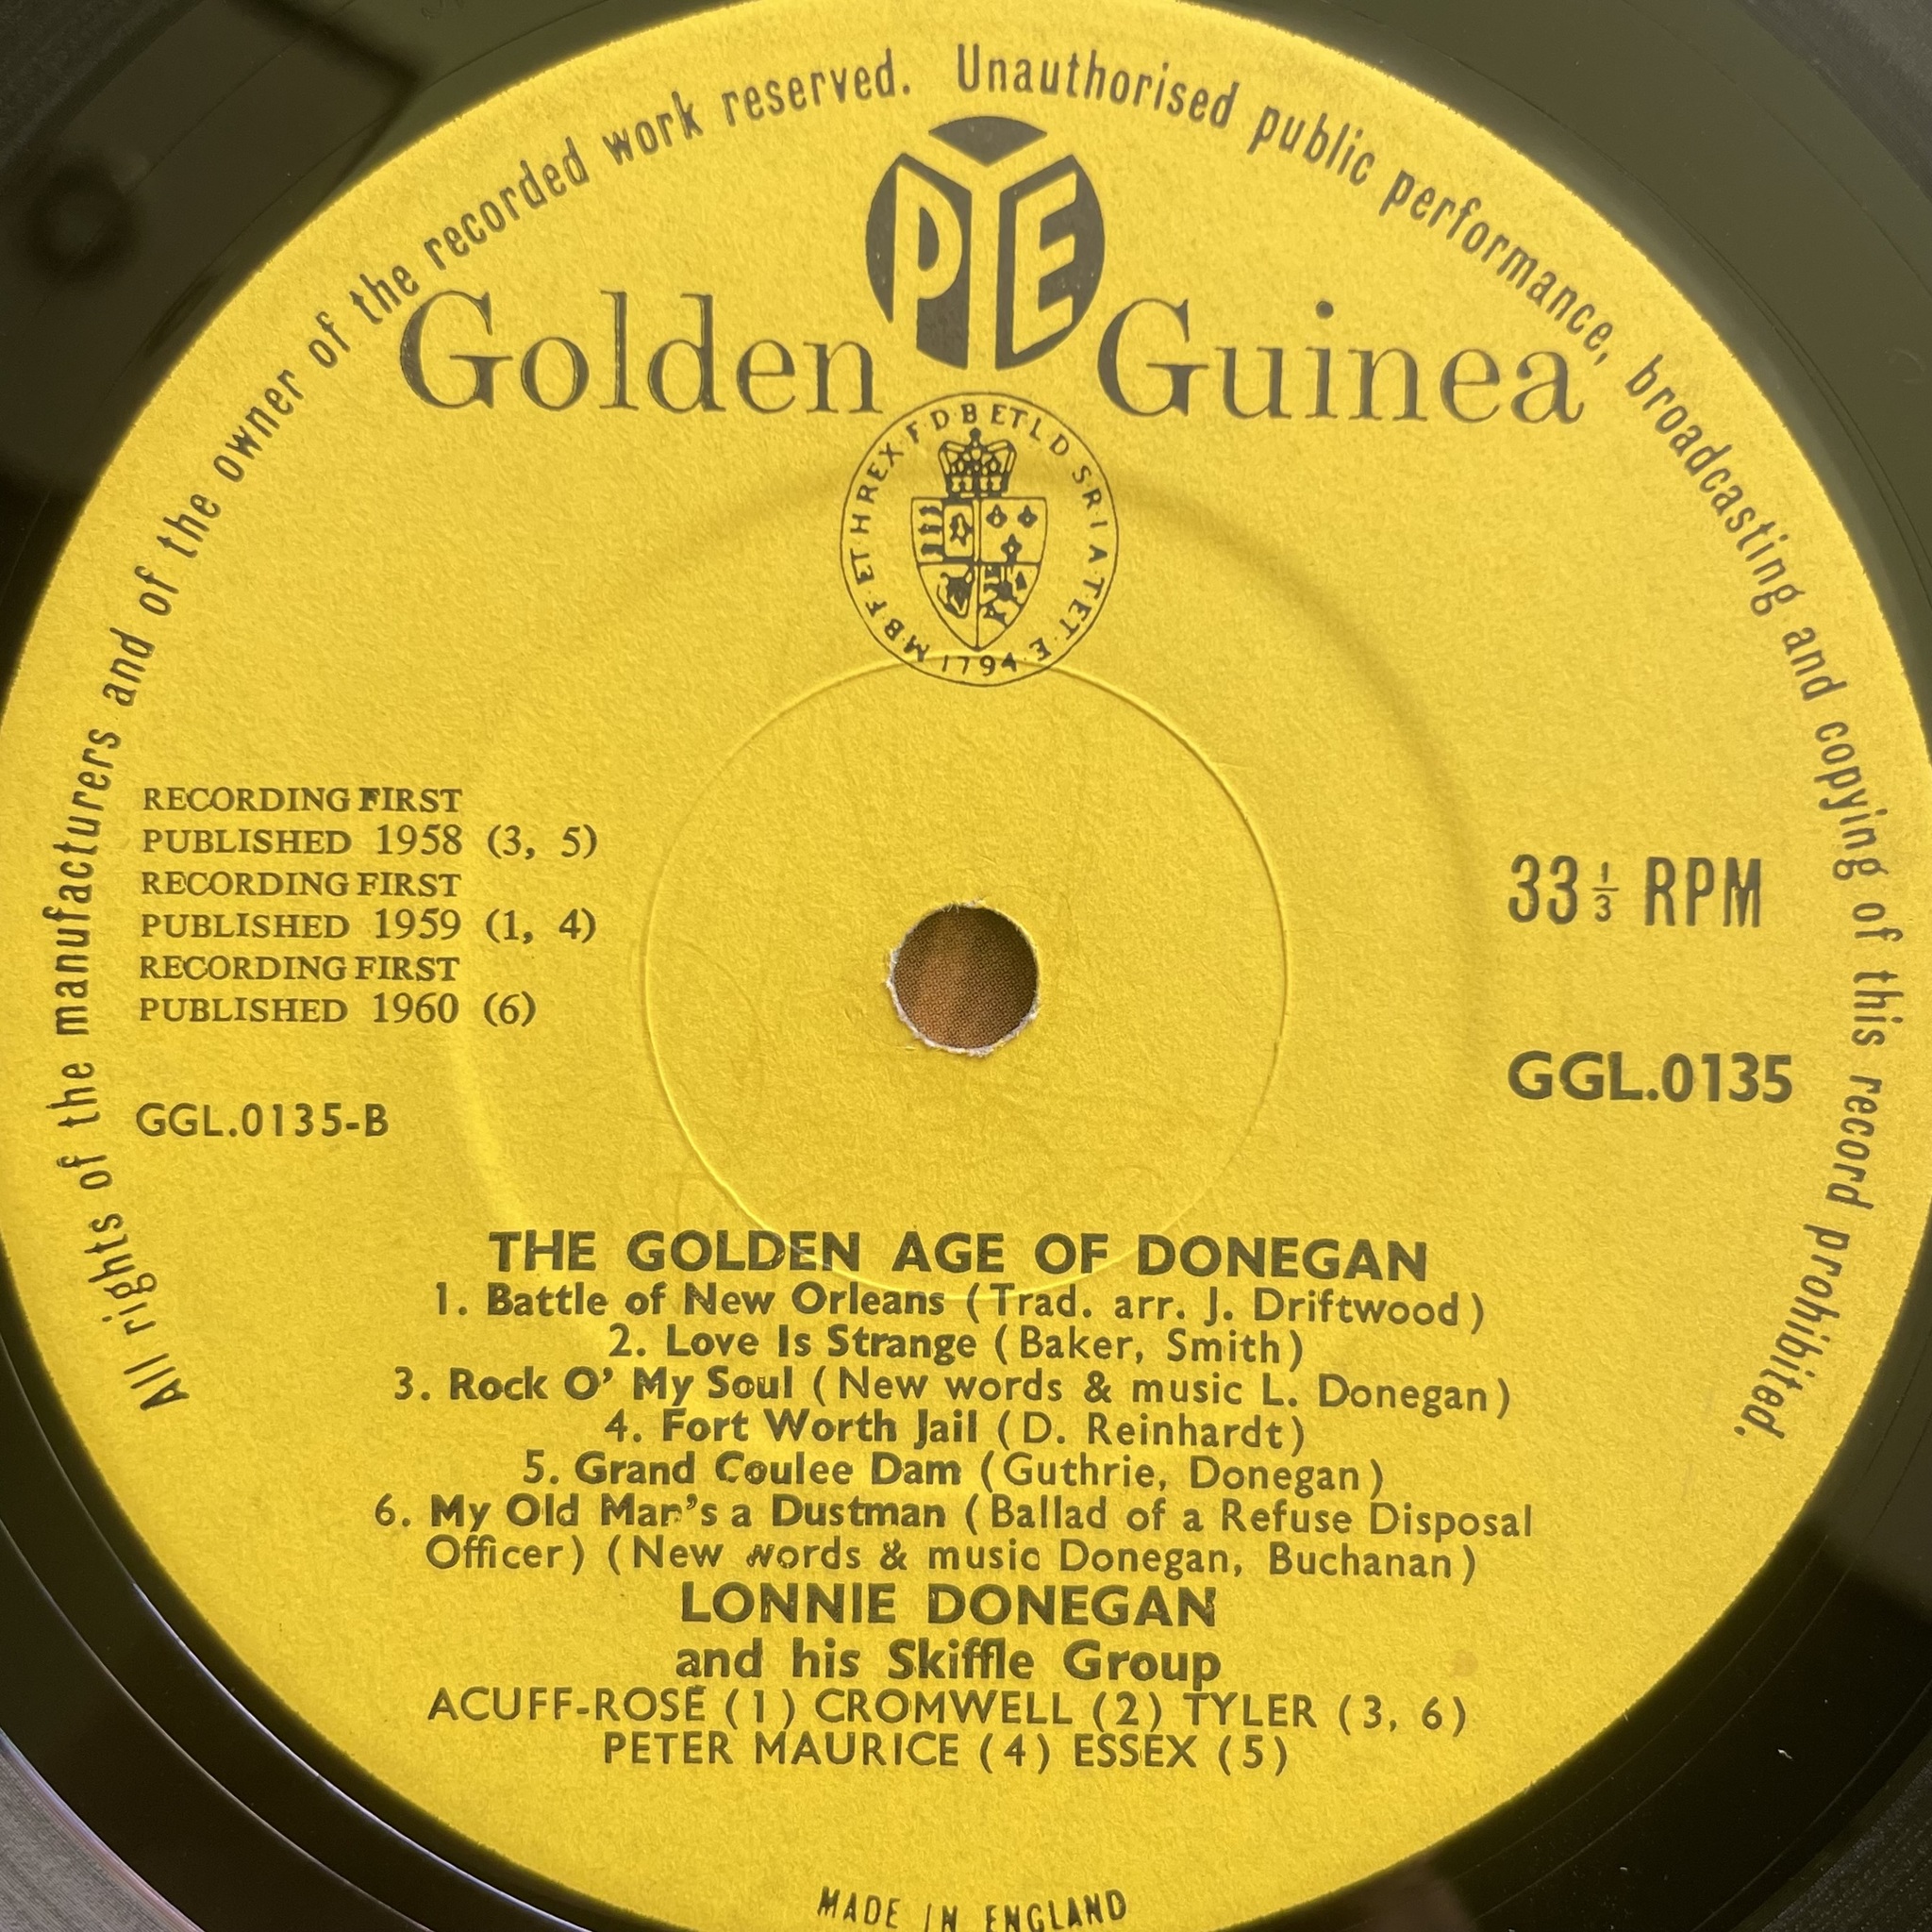 All rights of the manufacturers and of the owner of the recorded work reserved. Unauthorised public performance, broadcasting and copying of this record prohibited.
PYE
Golden Guinea
M·B·F·ET·H·REX·F·D·B·ET·L·D·S·R·I·A·T·ET·E
1794
RECORDING FIRST
PUBLISHED 1958 (3, 5)
RECORDING FIRST
PUBLISHED 1959 (1, 4)
RECORDING FIRST
PUBLISHED 1960 (6)
GGL.0135-B
33⅓ RPM
GGL.0135
THE GOLDEN AGE OF DONEGAN
1. Battle of New Orleans (Trad. arr. J. Driftwood)
2. Love Is Strange (Baker, Smith)
3. Rock O' My Soul (New words & music L. Donegan)
4. Fort Worth Jail (D. Reinhardt)
5. Grand Coulee Dam (Guthrie, Donegan)
6. My Old Man's a Dustman (Ballad of a Refuse Disposal
Officer) (New words & music Donegan, Buchanan)
LONNIE DONEGAN
and his Skiffle Group
ACUFF-ROSE (1) CROMWELL (2) TYLER (3, 6)
PETER MAURICE (4) ESSEX (5)
MADE IN ENGLAND